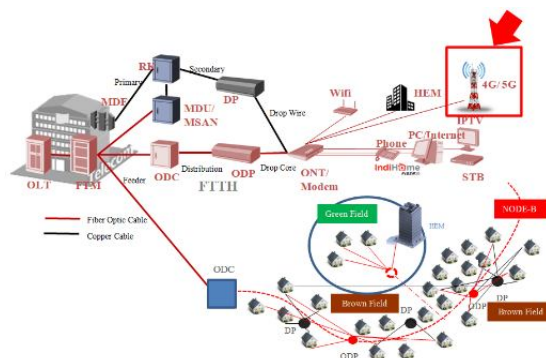 RK
Secondary
Primary
MDF
DP
MDU/
MSAN
Drop Wire
Wifi
HEM
4G/5G
IPTV
PC/Internet
Phone
indiHome
STB
OLT
FTM
Feeder
ODC
Distribution
FTTH
ODP
Drop Core
ONT/
Modem
Fiber Optic Cable
Copper Cable
Green Field
NODE-B
ODC
Brown Field
DP
DP
ODP
DP
ODP
Brown Field